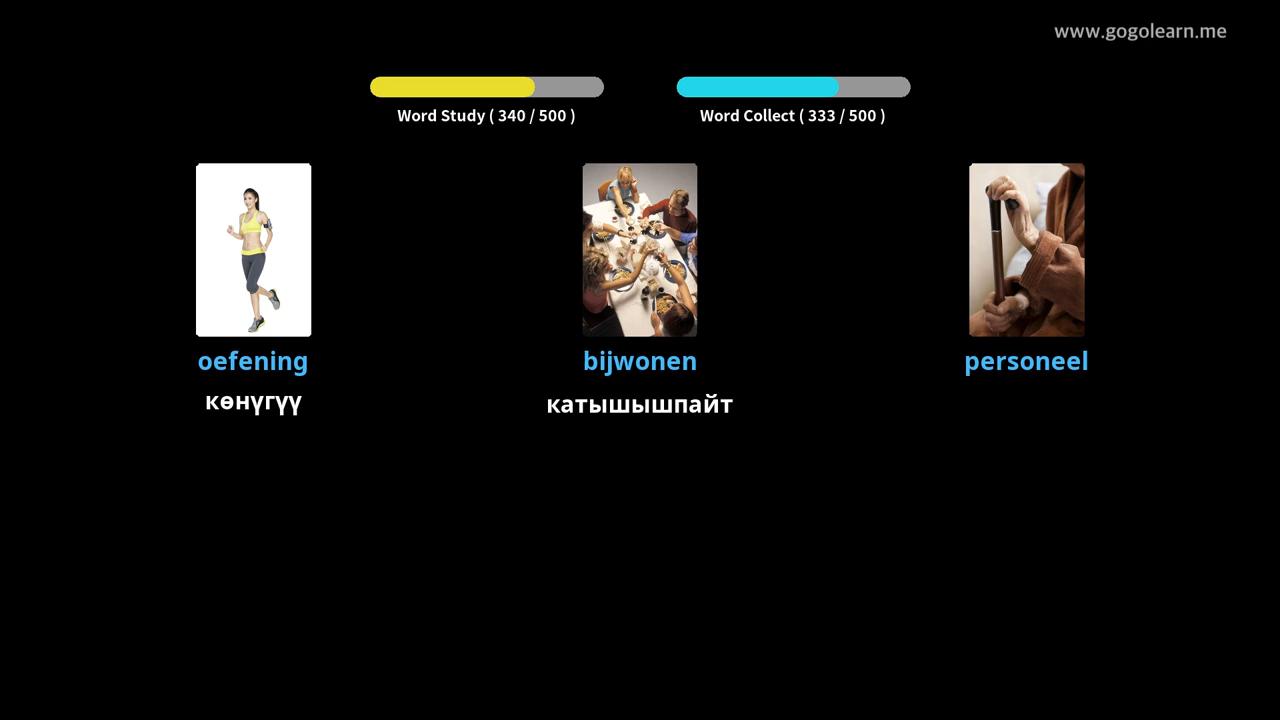 www.gogolearn.me
Word Study ( 340 / 500 )
Word Collect ( 333 / 500 )
oefening
bijwonen
personeel
көнүгүү
катышышпайт